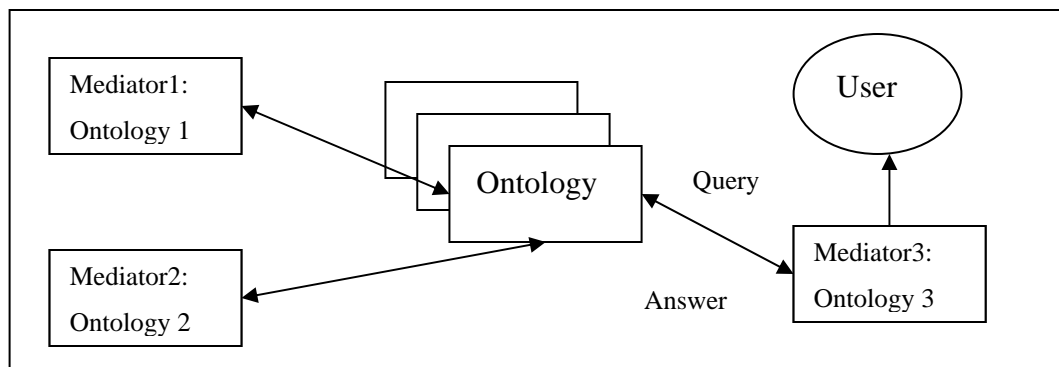 Mediator1:
Ontology 1
Ontology
User
Query
Mediator2:
Ontology 2
Answer
Mediator3:
Ontology 3